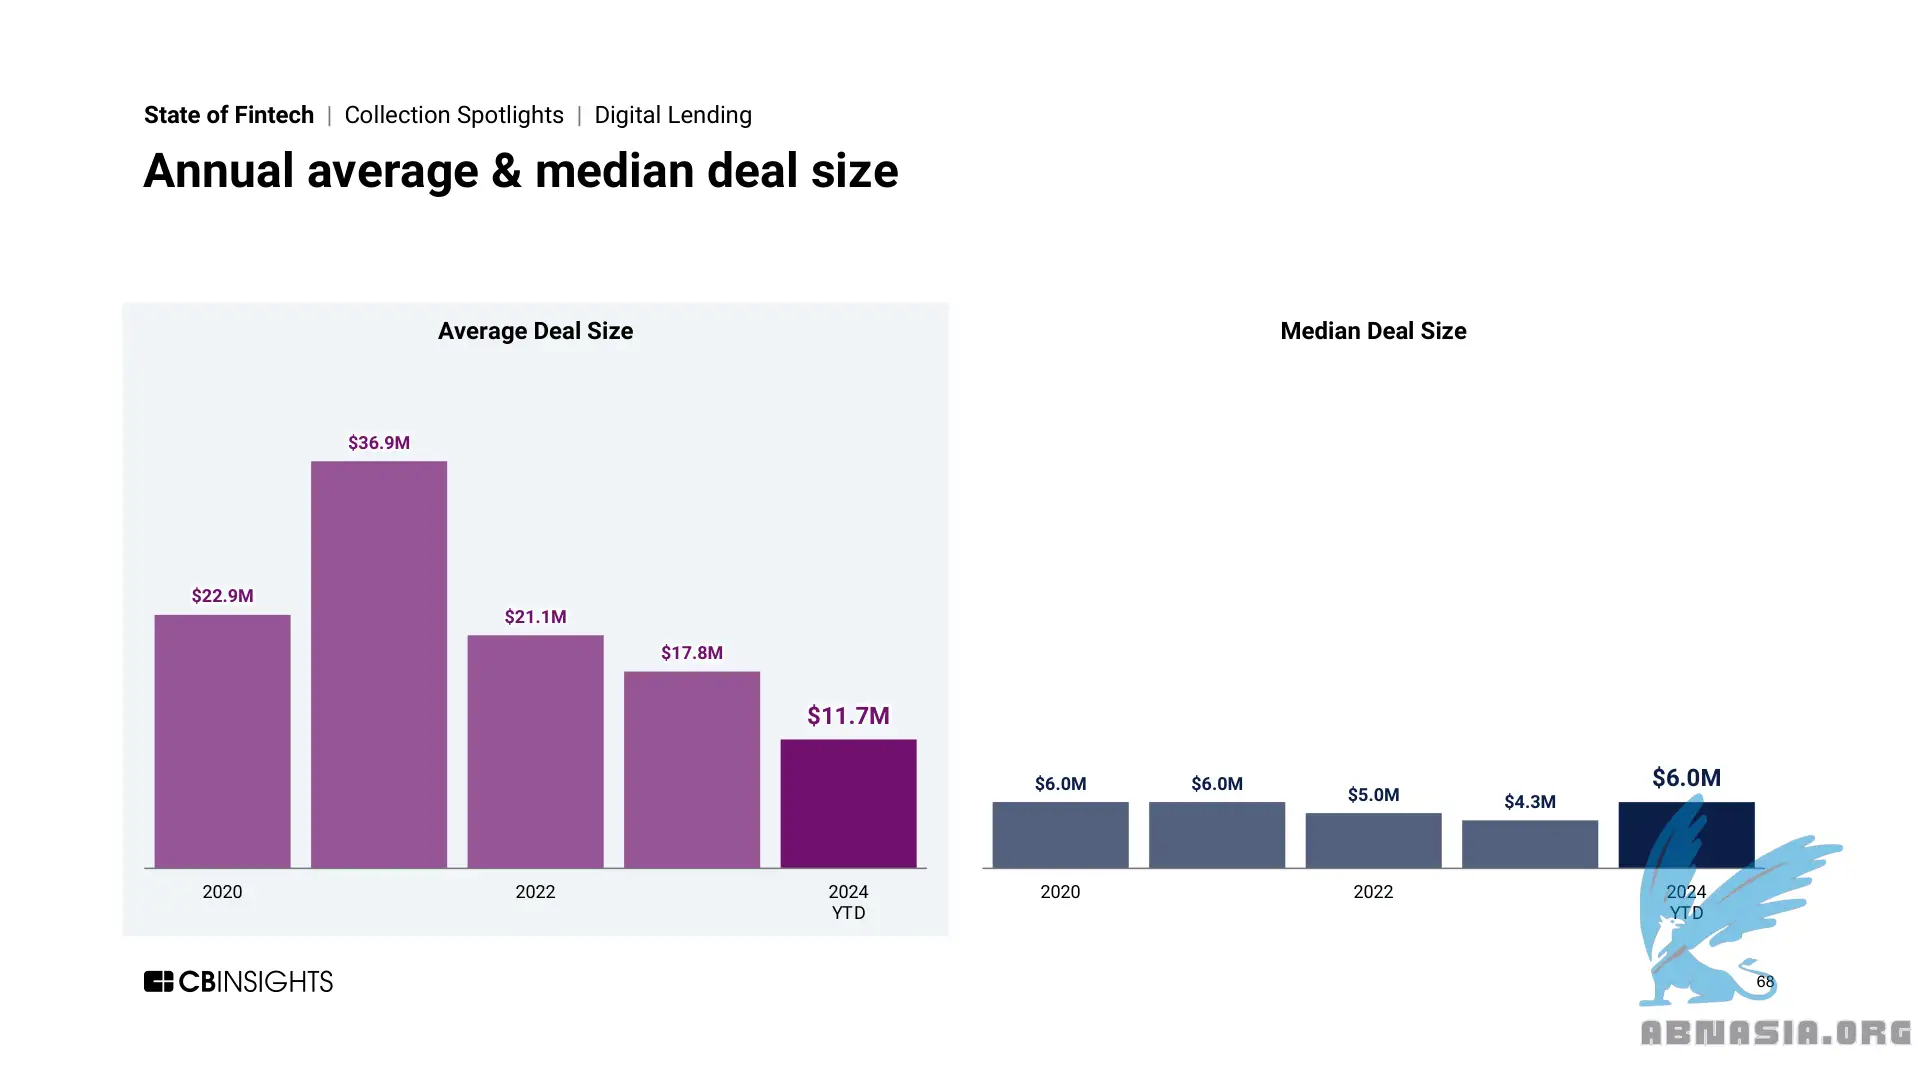 State of Fintech | Collection Spotlights | Digital Lending
Annual average & median deal size
Average Deal Size
$36.9M
$22.9M
$21.1M
$17.8M
$11.7M
2020
2022
2024
YTD
Median Deal Size
$6.0M
$6.0M
$5.0M
$4.3M
$6.0M
2020
2022
2024
YTD
CBINSIGHTS
68
ABNASIA.ORG